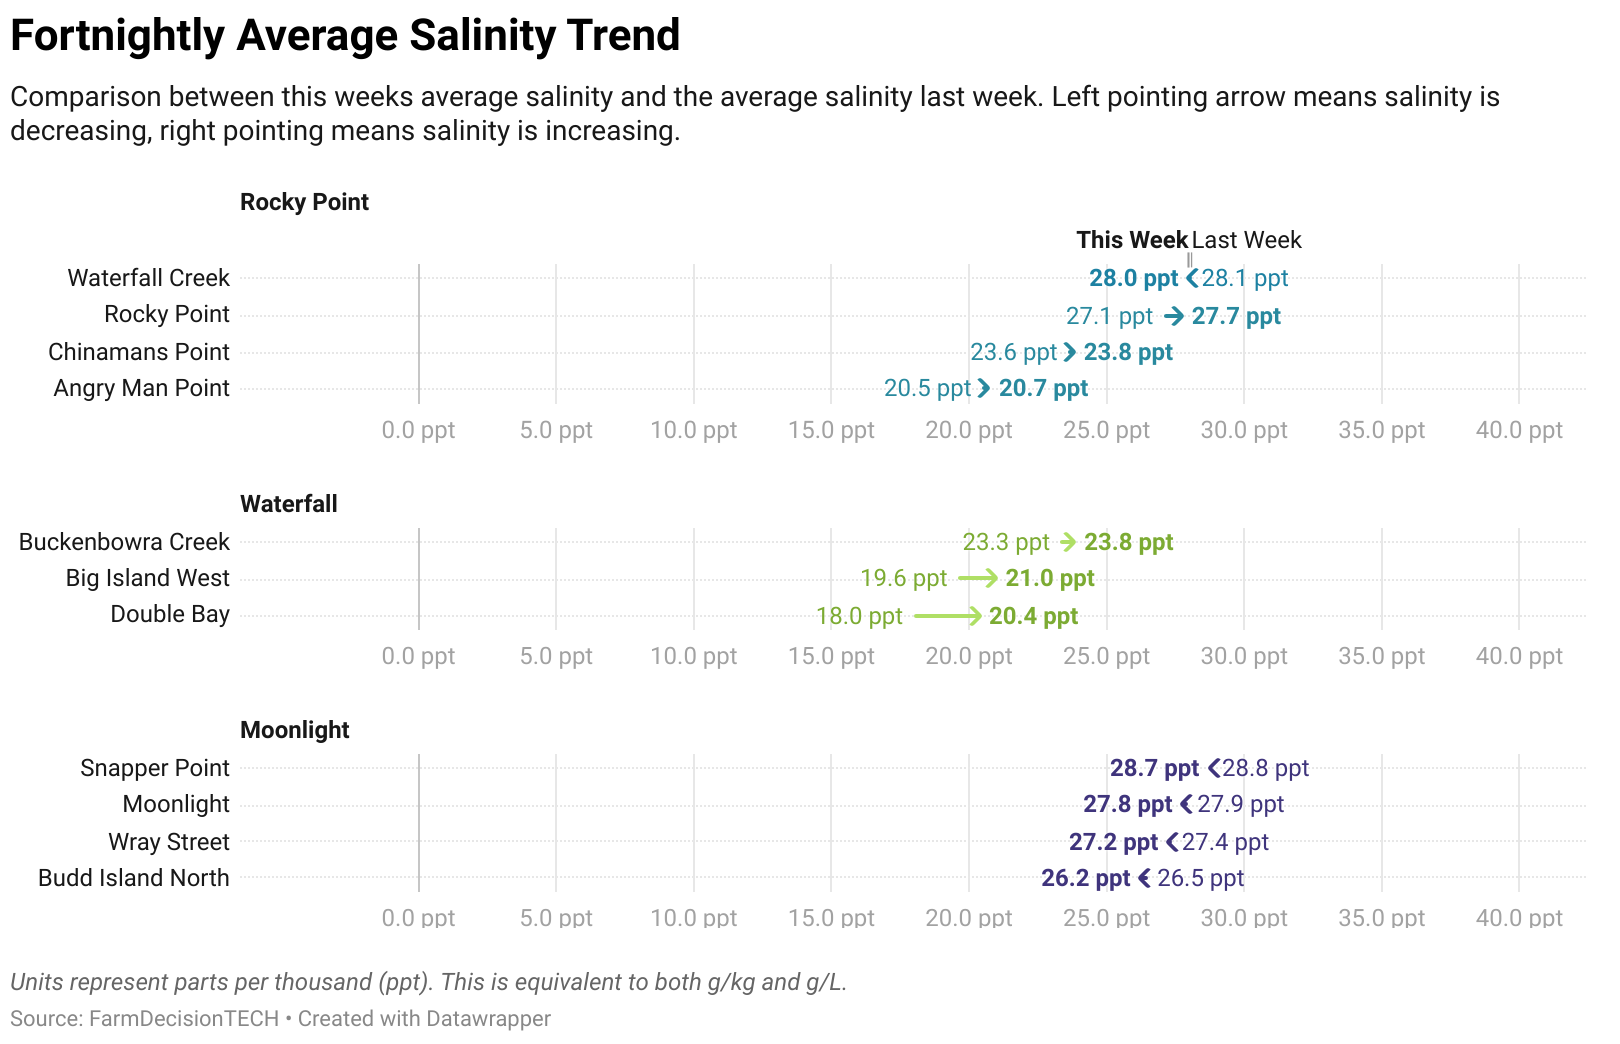 Fortnightly Average Salinity Trend
Comparison between this weeks average salinity and the average salinity last week. Left pointing arrow means salinity is
decreasing, right pointing means salinity is increasing.
Rocky Point
This Week Last Week
Waterfall Creek 28.0 ppt 28.1 ppt
Rocky Point 27.1 ppt 27.7 ppt
Chinamans Point 23.6 ppt 23.8 ppt
Angry Man Point 20.5 ppt 20.7 ppt
0.0 ppt 5.0 ppt 10.0 ppt 15.0 ppt 20.0 ppt 25.0 ppt 30.0 ppt 35.0 ppt 40.0 ppt
Waterfall
Buckenbowra Creek 23.3 ppt 23.8 ppt
Big Island West 19.6 ppt 21.0 ppt
Double Bay 18.0 ppt 20.4 ppt
0.0 ppt 5.0 ppt 10.0 ppt 15.0 ppt 20.0 ppt 25.0 ppt 30.0 ppt 35.0 ppt 40.0 ppt
Moonlight
Snapper Point 28.7 ppt 28.8 ppt
Moonlight 27.8 ppt 27.9 ppt
Wray Street 27.2 ppt 27.4 ppt
Budd Island North 26.2 ppt 26.5 ppt
0.0 ppt 5.0 ppt 10.0 ppt 15.0 ppt 20.0 ppt 25.0 ppt 30.0 ppt 35.0 ppt 40.0 ppt
Units represent parts per thousand (ppt). This is equivalent to both g/kg and g/L.
Source: FarmDecisionTECH • Created with Datawrapper